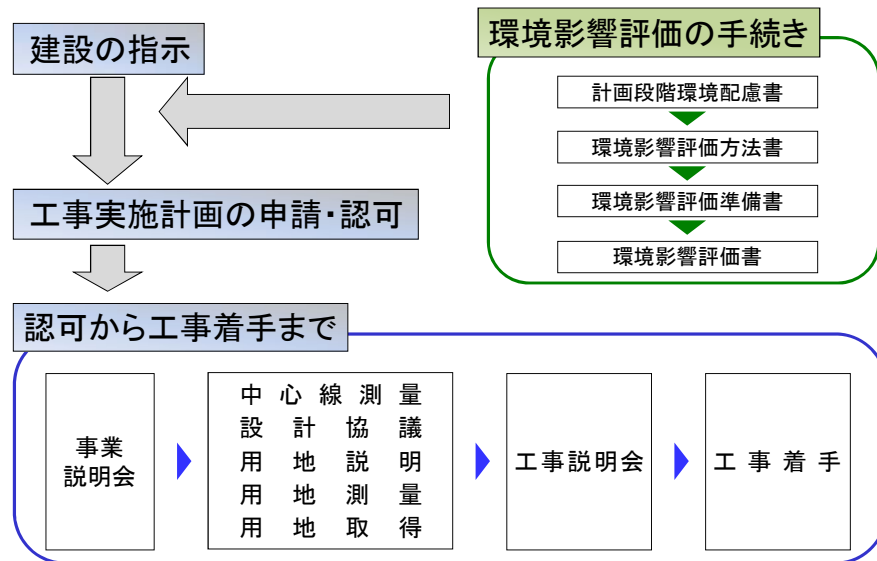 建設の指示
環境影響評価の手続き
計画段階環境配慮書
環境影響評価方法書
環境影響評価準備書
環境影響評価書
工事実施計画の申請・認可
認可から工事着手まで
事業
説明会
中心線測量
設計協議
用地説明
用地測量
用地取得
工事説明会
工事着手